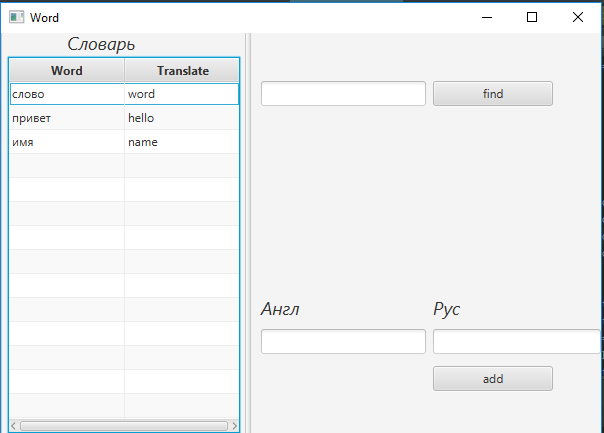 Word
Словарь
Word Translate
слово word
привет hello
имя name
find
Англ Рус
add